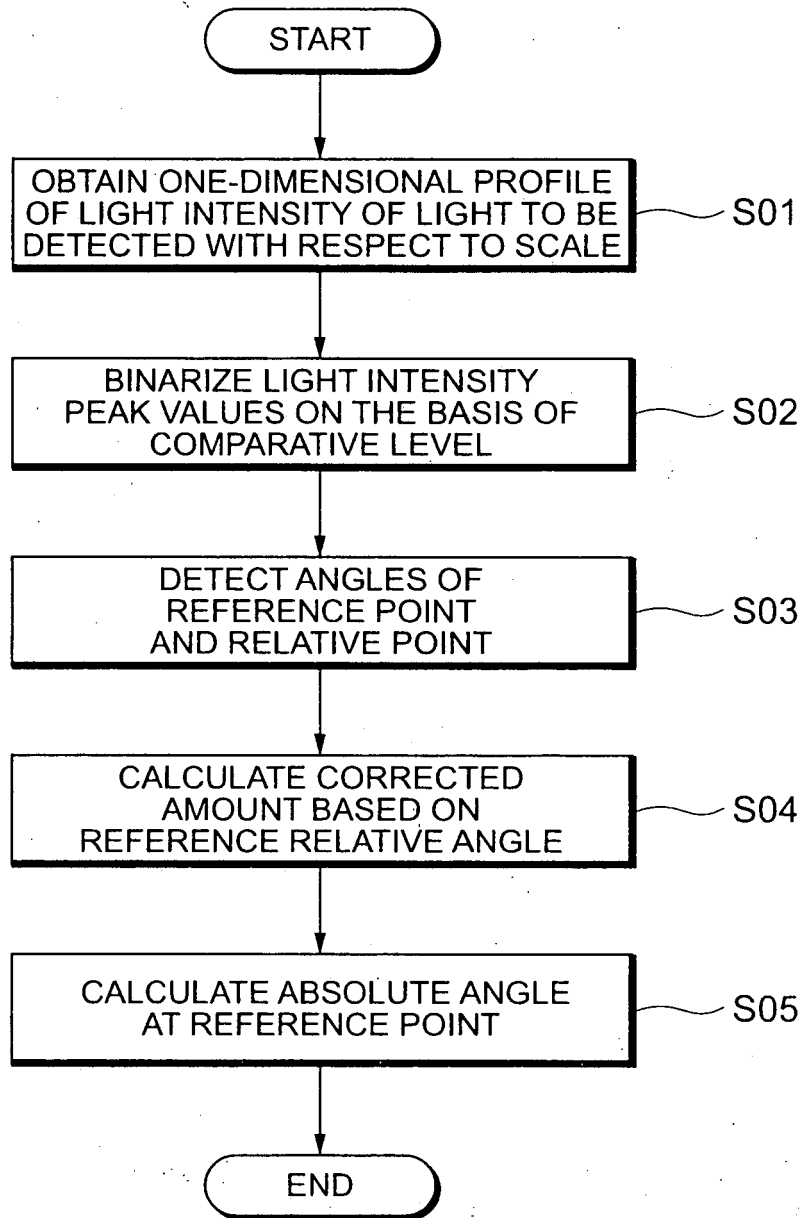 START
OBTAIN ONE-DIMENSIONAL PROFILE
OF LIGHT INTENSITY OF LIGHT TO BE
DETECTED WITH RESPECT TO SCALE
S01
BINARIZE LIGHT INTENSITY
PEAK VALUES ON THE BASIS OF
COMPARATIVE LEVEL
S02
DETECT ANGLES OF
REFERENCE POINT
AND RELATIVE POINT
S03
CALCULATE CORRECTED
AMOUNT BASED ON
REFERENCE RELATIVE ANGLE
S04
CALCULATE ABSOLUTE ANGLE
AT REFERENCE POINT
S05
END